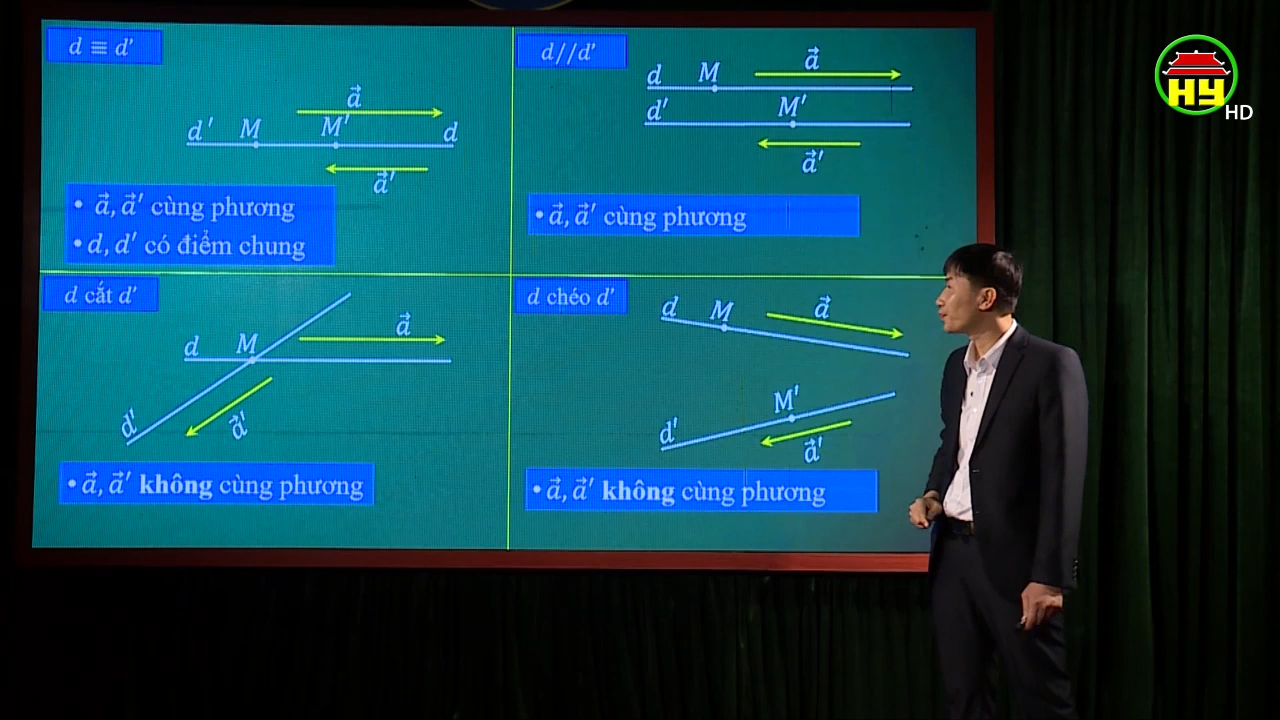 d ≡ d'
a⃗
d' M M' d
a⃗'
• a⃗, a⃗' cùng phương
• d, d' có điểm chung
d//d'
a⃗
d M
d' M'
a⃗'
• a⃗, a⃗' cùng phương
d cắt d'
a⃗
d M
d'
a⃗'
• a⃗, a⃗' không cùng phương
d chéo d'
d M a⃗
M'
d'
a⃗'
• a⃗, a⃗' không cùng phương
HY
HD